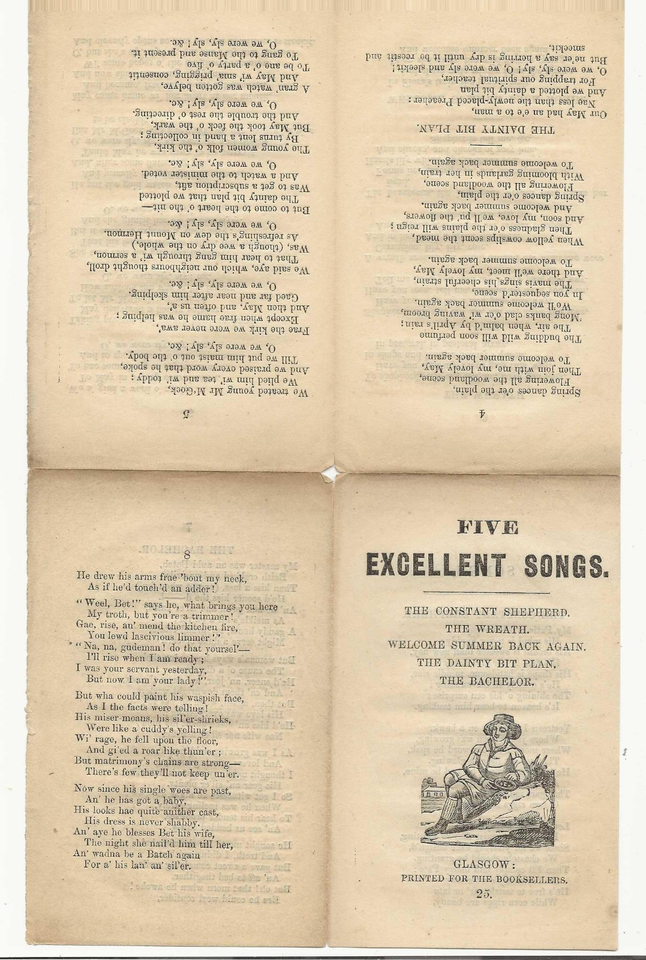 FIVE
EXCELLENT SONGS.
THE CONSTANT SHEPHERD.
THE WREATH.
WELCOME SUMMER BACK AGAIN.
THE DAINTY BIT PLAN.
THE BACHELOR.
GLASGOW:
PRINTED FOR THE BOOKSELLERS.
25.
4
Spring dances o'er the plain,
Flowering all the woodland scene,
Then join with me, my lovely May,
To welcome summer back again.
The budding wild will soon perfume
The air, when balm'd by April's rain;
'Mong banks clad o'er wi' waving broom,
We'll welcome summer back again.
In you sequester'd scene,
The mavis sings his cheerful strain,
And there we'll meet, my lovely May,
To welcome summer back again.
When yellow cowslips scent the mead,
Then gladness o'er the plains will reign;
And soon, my love, we'll pu' the flowers,
And welcome summer back again.
Spring dances o'er the plain,
Flowering all the woodland scene,
With blooming garlands in her train,
To welcome summer back again.
THE DAINTY BIT PLAN.
Our May had an e'e to a man,
Nae less than the newly-placed Preacher;
And we plotted a dainty bit plan
For trapping our spiritual teacher,
O, we were sly, sly! O, we were sly and sleekit;
But ne'er say a herring is dry until it be reestit and
smeekit.
5
We treated young Mr M'Gock,
We plied him wi' tea and wi' toddy;
And we praised every word that he spoke,
Till we put him maist out o' the body.
O, we were sly, sly! &c.
Frae the kirk we were never awa,
Except when frae hame he was helping;
And then May, and often us a',
Gaed far and near after him skelping.
O, we were sly, sly! &c.
We said aye, which our neighbours thought droll,
That to hear him gang through wi' a sermon,
Was, (though a wee dry on the whole,)
As refreshing's the dew on Mount Hermon.
O, we were sly, sly! &c.
But to come to the heart o' the nit—
The dainty bit plan that we plotted
Was to get a subscription afit,
And a watch to the minister voted.
O, we were sly, sly! &c.
The young women folk o' the kirk,
By turns lent a hand in collecting;
But May took the feck o' the wark,
And the trouble the rest o' directing.
O, we were sly, sly! &c.
A gran' watch was gotten belyve,
And May wi' sma' prigging, consentit
To be ane o' a party o' five
To gang to the Manse and present it.
O, we were sly, sly! &c.
8
He drew his arms frae 'bout my neck,
As if he'd touch'd an adder!
"Weel, Bet!" says he, what brings you here
My troth, but you're a trimmer!
Gae, rise, an' mend the kitchen fire,
You lewd lascivious limmer!"
"Na, na, gudeman! do that yoursel'—
I'll rise when I am ready;
I was your servant yesterday,
But now I am your lady!"
But wha could paint his waspish face,
As I the facts were telling!
His miser-moans, his sil'er-shrieks,
Were like a cuddy's yelling!
Wi' rage, he fell upon the floor,
And gi'ed a roar like thun'er;
But matrimony's chains are strong—
There's few they'll not keep un'er.
Now since his single woes are past,
An' he has got a baby,
His looks hae quite anither cast,
His dress is never shabby.
An' aye he blesses Bet his wife,
The night she nail'd him till her,
An' wadna be a Batch again
For a' his lan' an' sil'er.